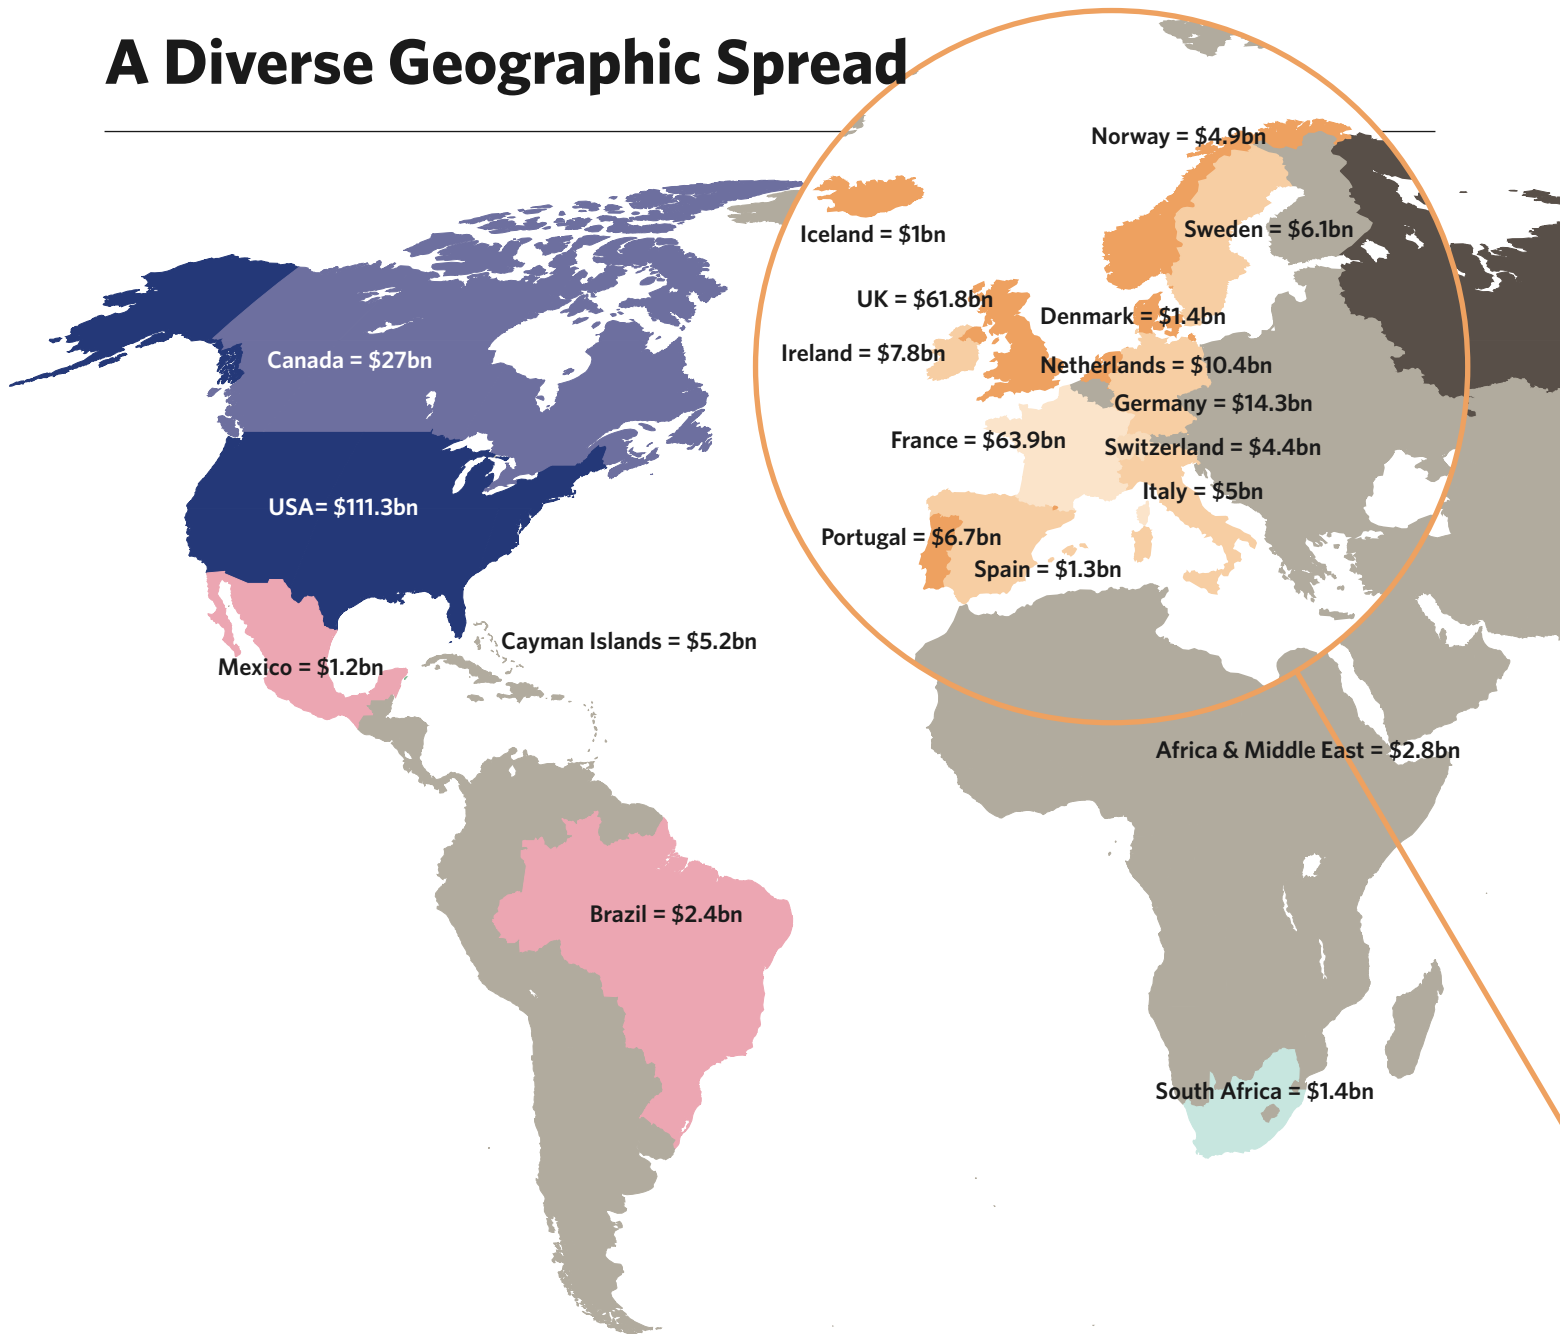 A Diverse Geographic Spread
Norway = $4.9bn
Iceland = $1bn
Sweden = $6.1bn
UK = $61.8bn
Denmark = $1.4bn
Ireland = $7.8bn
Canada = $27bn
Netherlands = $10.4bn
Germany = $14.3bn
France = $63.9bn
Switzerland = $4.4bn
Italy = $5bn
USA= $111.3bn
Portugal = $6.7bn
Spain = $1.3bn
Cayman Islands = $5.2bn
Mexico = $1.2bn
Africa & Middle East = $2.8bn
Brazil = $2.4bn
South Africa = $1.4bn